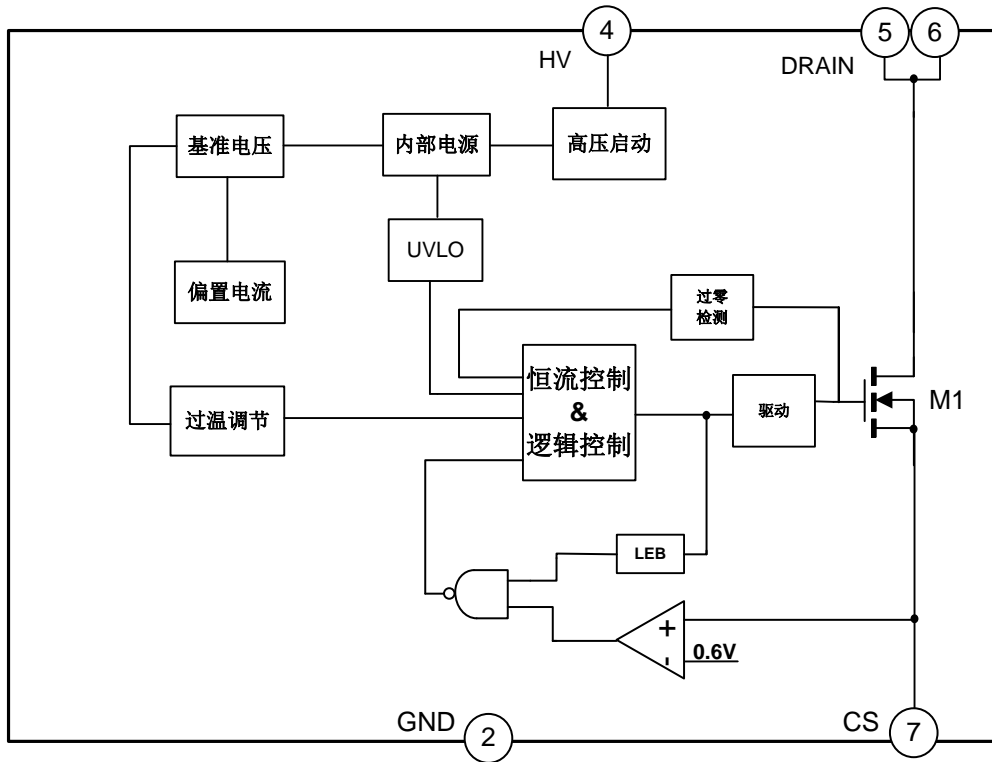 4
5
6
HV
DRAIN
基准电压
内部电源
高压启动
UVLO
偏置电流
过零
检测
恒流控制
&
逻辑控制
过温调节
驱动
M1
LEB
+
-
0.6V
GND
2
CS
7